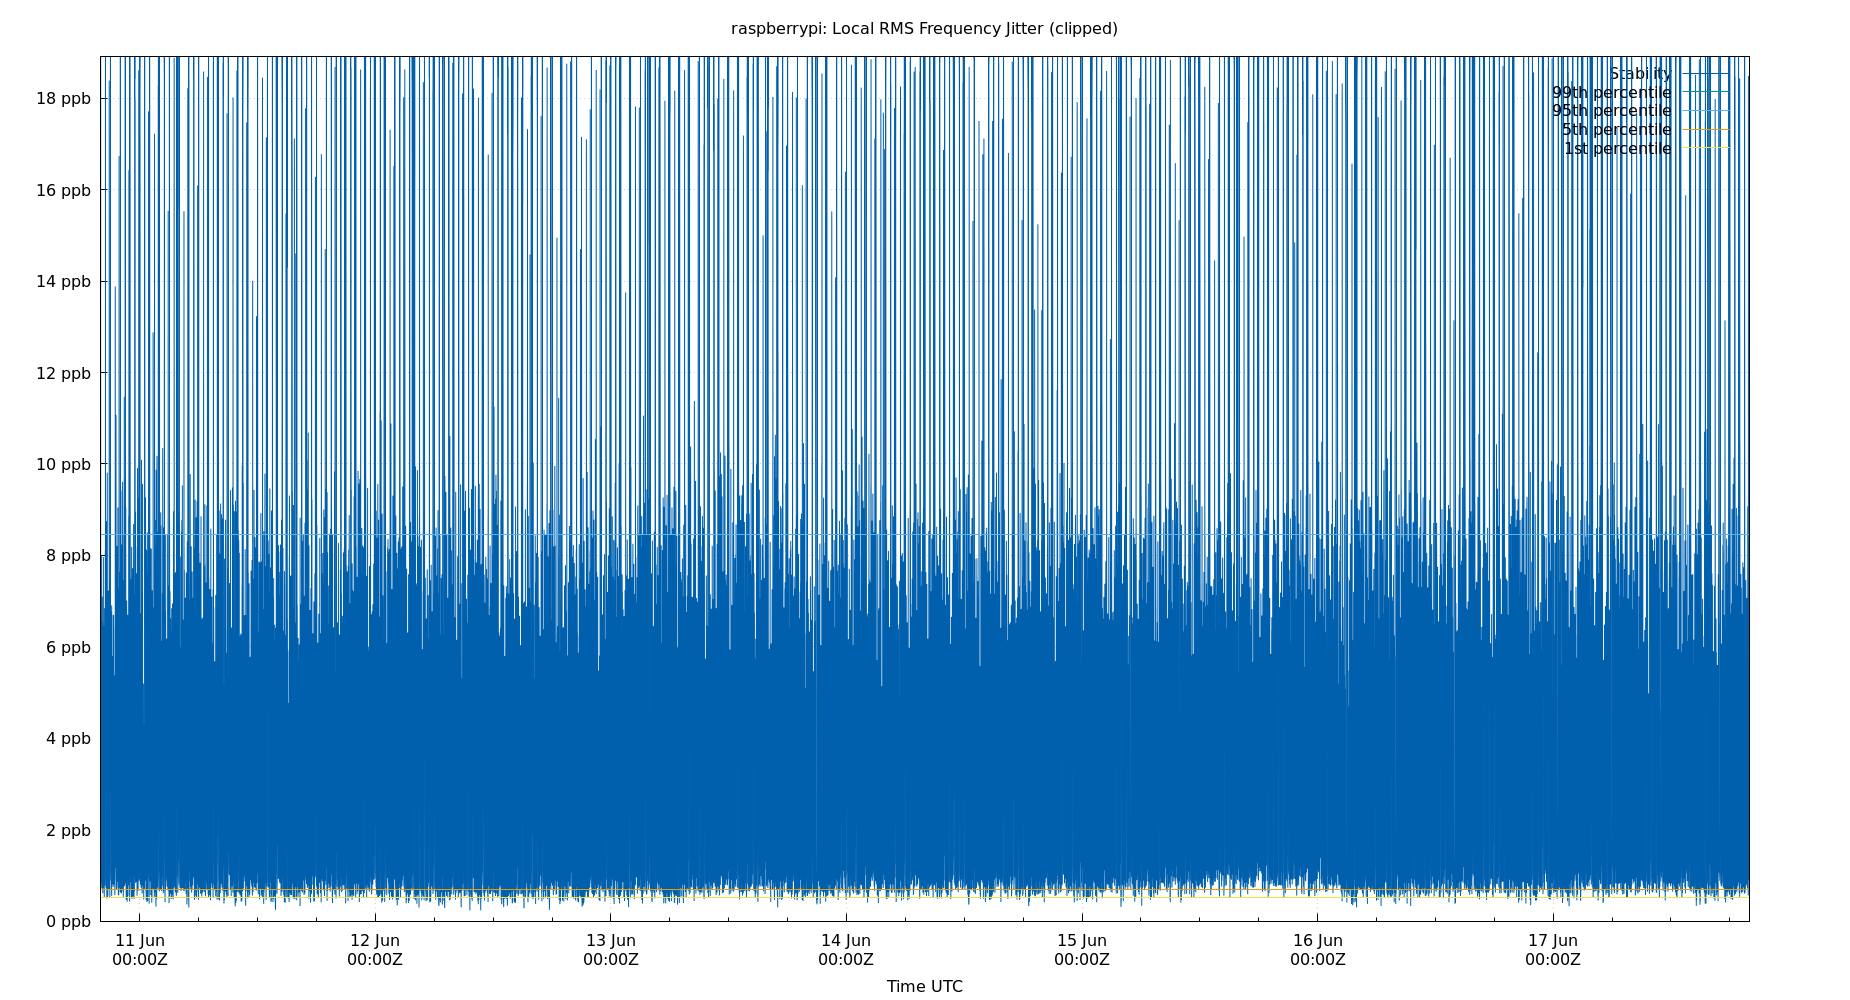 raspberrypi: Local RMS Frequency Jitter (clipped)
Stability
99th percentile
95th percentile
5th percentile
1st percentile
18 ppb
16 ppb
14 ppb
12 ppb
10 ppb
8 ppb
6 ppb
4 ppb
2 ppb
0 ppb
11 Jun 12 Jun 13 Jun 14 Jun 15 Jun 16 Jun 17 Jun
00:00Z 00:00Z 00:00Z 00:00Z 00:00Z 00:00Z 00:00Z
Time UTC